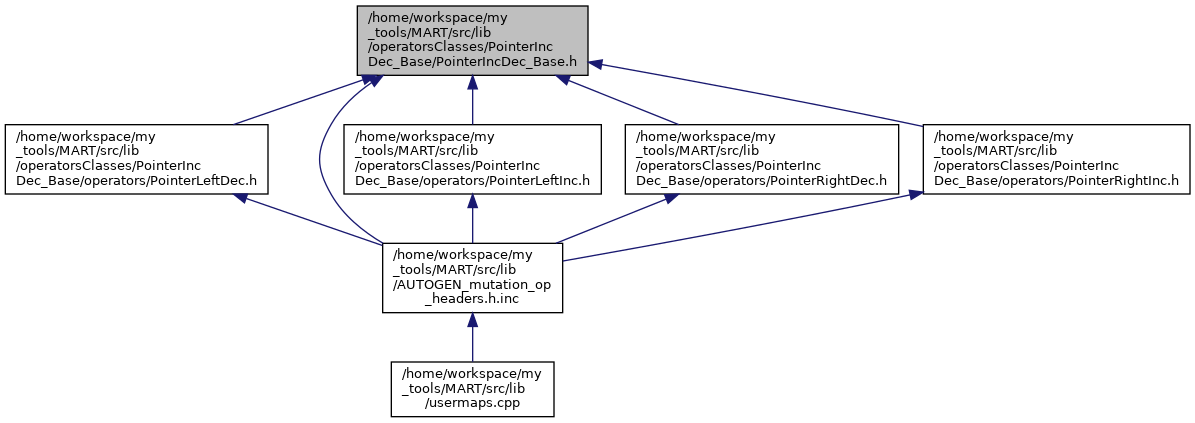 /home/workspace/my
_tools/MART/src/lib
/operatorsClasses/PointerInc
Dec_Base/PointerIncDec_Base.h
/home/workspace/my
_tools/MART/src/lib
/operatorsClasses/PointerInc
Dec_Base/operators/PointerLeftDec.h
/home/workspace/my
_tools/MART/src/lib
/operatorsClasses/PointerInc
Dec_Base/operators/PointerLeftInc.h
/home/workspace/my
_tools/MART/src/lib
/operatorsClasses/PointerInc
Dec_Base/operators/PointerRightDec.h
/home/workspace/my
_tools/MART/src/lib
/operatorsClasses/PointerInc
Dec_Base/operators/PointerRightInc.h
/home/workspace/my
_tools/MART/src/lib
/AUTOGEN_mutation_op
_headers.h.inc
/home/workspace/my
_tools/MART/src/lib
/usermaps.cpp